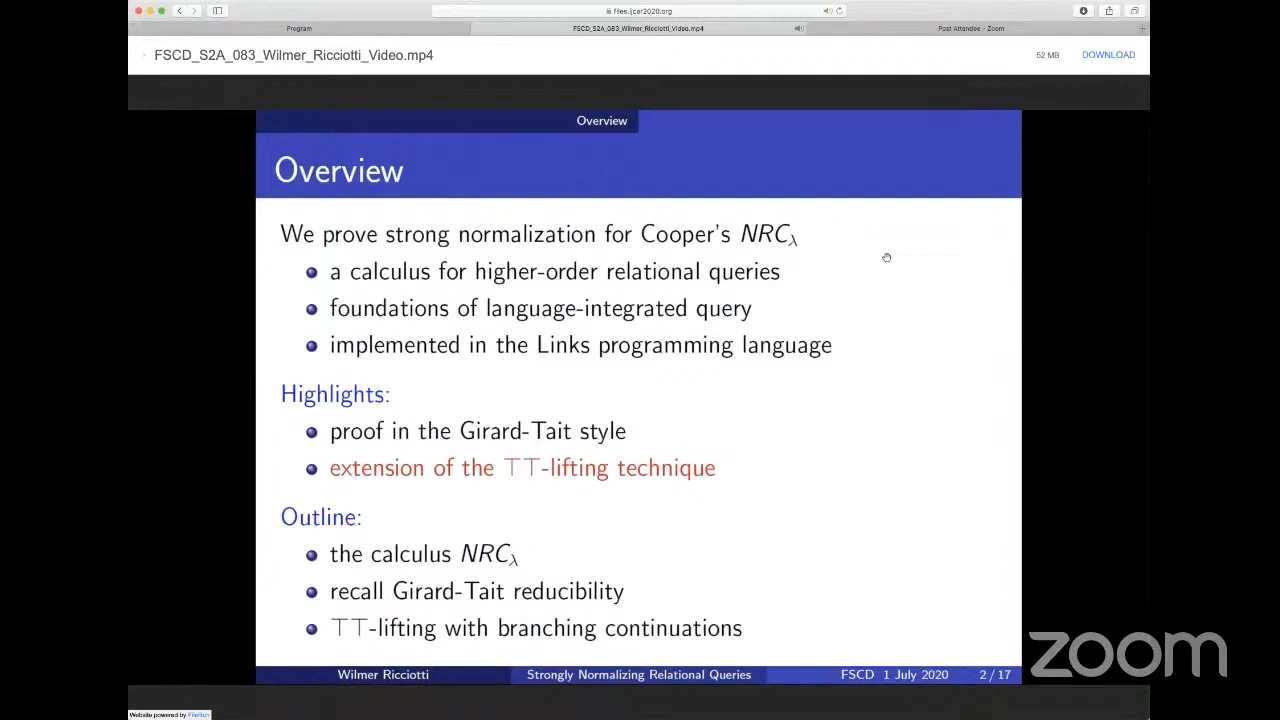 files.ijcar2020.org
Program
FSCD_S2A_083_Wilmer_Ricciotti_Video.mp4
Post Attendee - Zoom
FSCD_S2A_083_Wilmer_Ricciotti_Video.mp4
52 MB
DOWNLOAD
Overview
Overview
We prove strong normalization for Cooper's NRCλ
a calculus for higher-order relational queries
foundations of language-integrated query
implemented in the Links programming language
Highlights:
proof in the Girard-Tait style
extension of the ⊤⊤-lifting technique
Outline:
the calculus NRCλ
recall Girard-Tait reducibility
⊤⊤-lifting with branching continuations
zoom
Wilmer Ricciotti
Strongly Normalizing Relational Queries
FSCD 1 July 2020
2 / 17
Website powered by FileRun